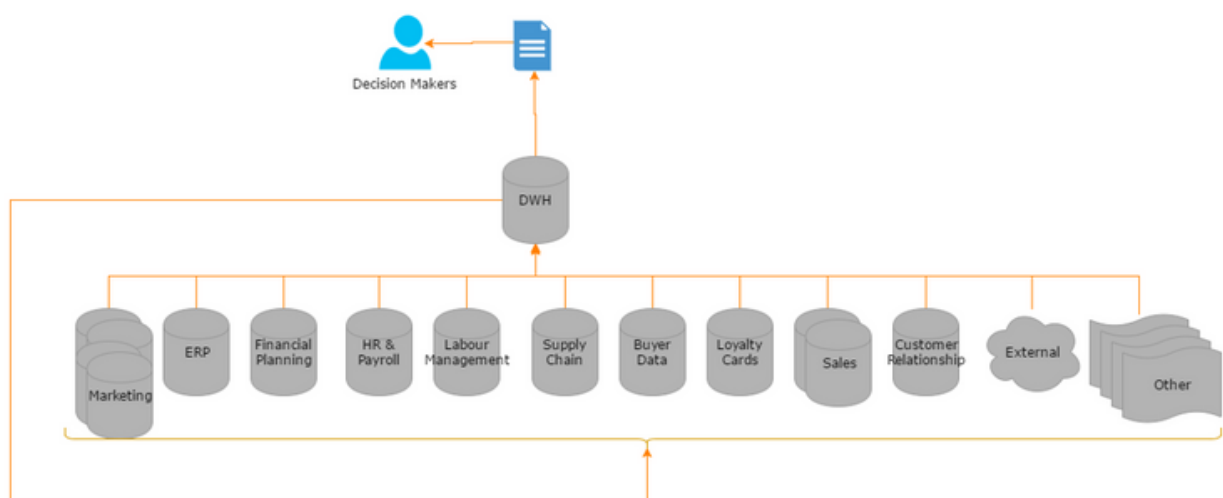 Decision Makers
DWH
Marketing
ERP
Financial
Planning
HR &
Payroll
Labour
Management
Supply
Chain
Buyer
Data
Loyalty
Cards
Sales
Customer
Relationship
External
Other